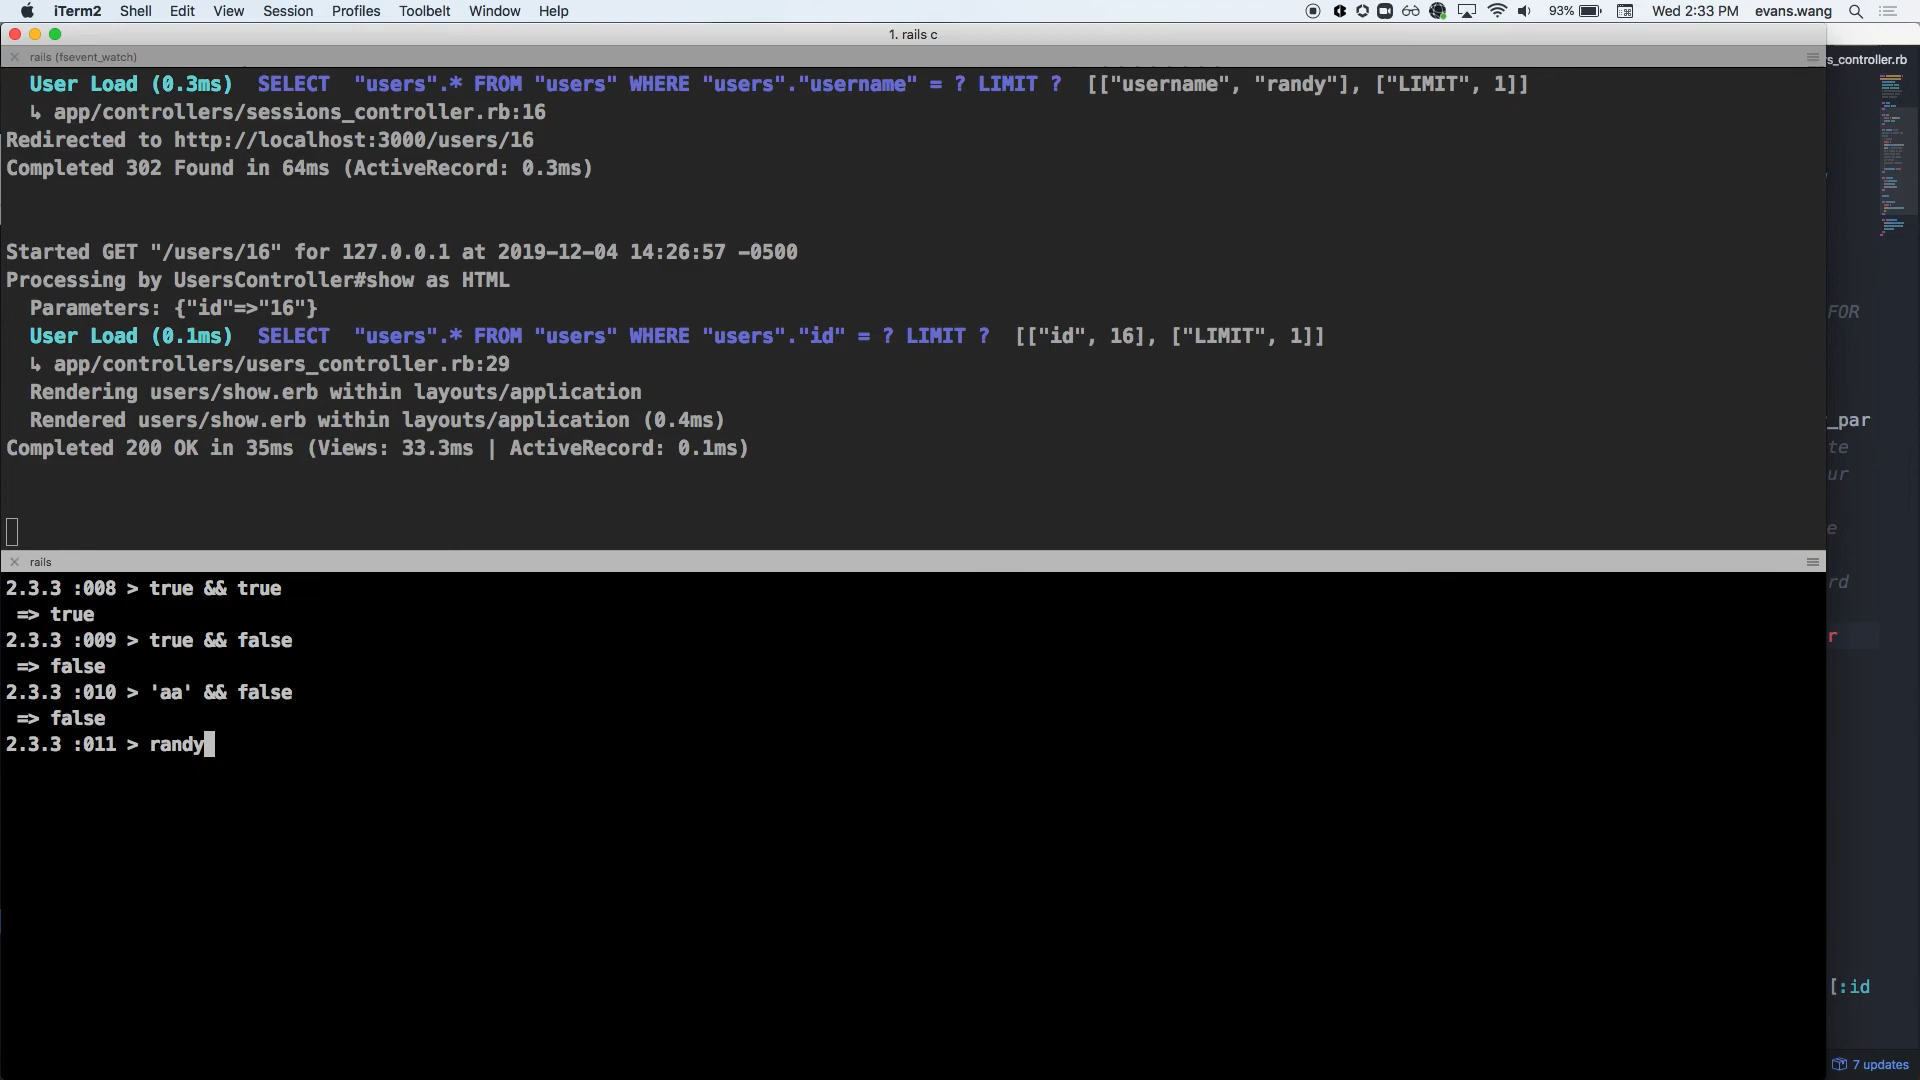 iTerm2 Shell Edit View Session Profiles Toolbelt Window Help 93% Wed 2:33 PM evans.wang
1. rails c
rails (fsevent_watch)
s_controller.rb
User Load (0.3ms)  SELECT  "users".* FROM "users" WHERE "users"."username" = ? LIMIT ?  [["username", "randy"], ["LIMIT", 1]]
↳ app/controllers/sessions_controller.rb:16
Redirected to http://localhost:3000/users/16
Completed 302 Found in 64ms (ActiveRecord: 0.3ms)
Started GET "/users/16" for 127.0.0.1 at 2019-12-04 14:26:57 -0500
Processing by UsersController#show as HTML
Parameters: {"id"=>"16"}
User Load (0.1ms)  SELECT  "users".* FROM "users" WHERE "users"."id" = ? LIMIT ?  [["id", 16], ["LIMIT", 1]]
↳ app/controllers/users_controller.rb:29
Rendering users/show.erb within layouts/application
Rendered users/show.erb within layouts/application (0.4ms)
Completed 200 OK in 35ms (Views: 33.3ms | ActiveRecord: 0.1ms)
FOR
_par
te
ur
e
rd
r
[:id
7 updates
rails
2.3.3 :008 > true && true
=> true
2.3.3 :009 > true && false
=> false
2.3.3 :010 > 'aa' && false
=> false
2.3.3 :011 > randy